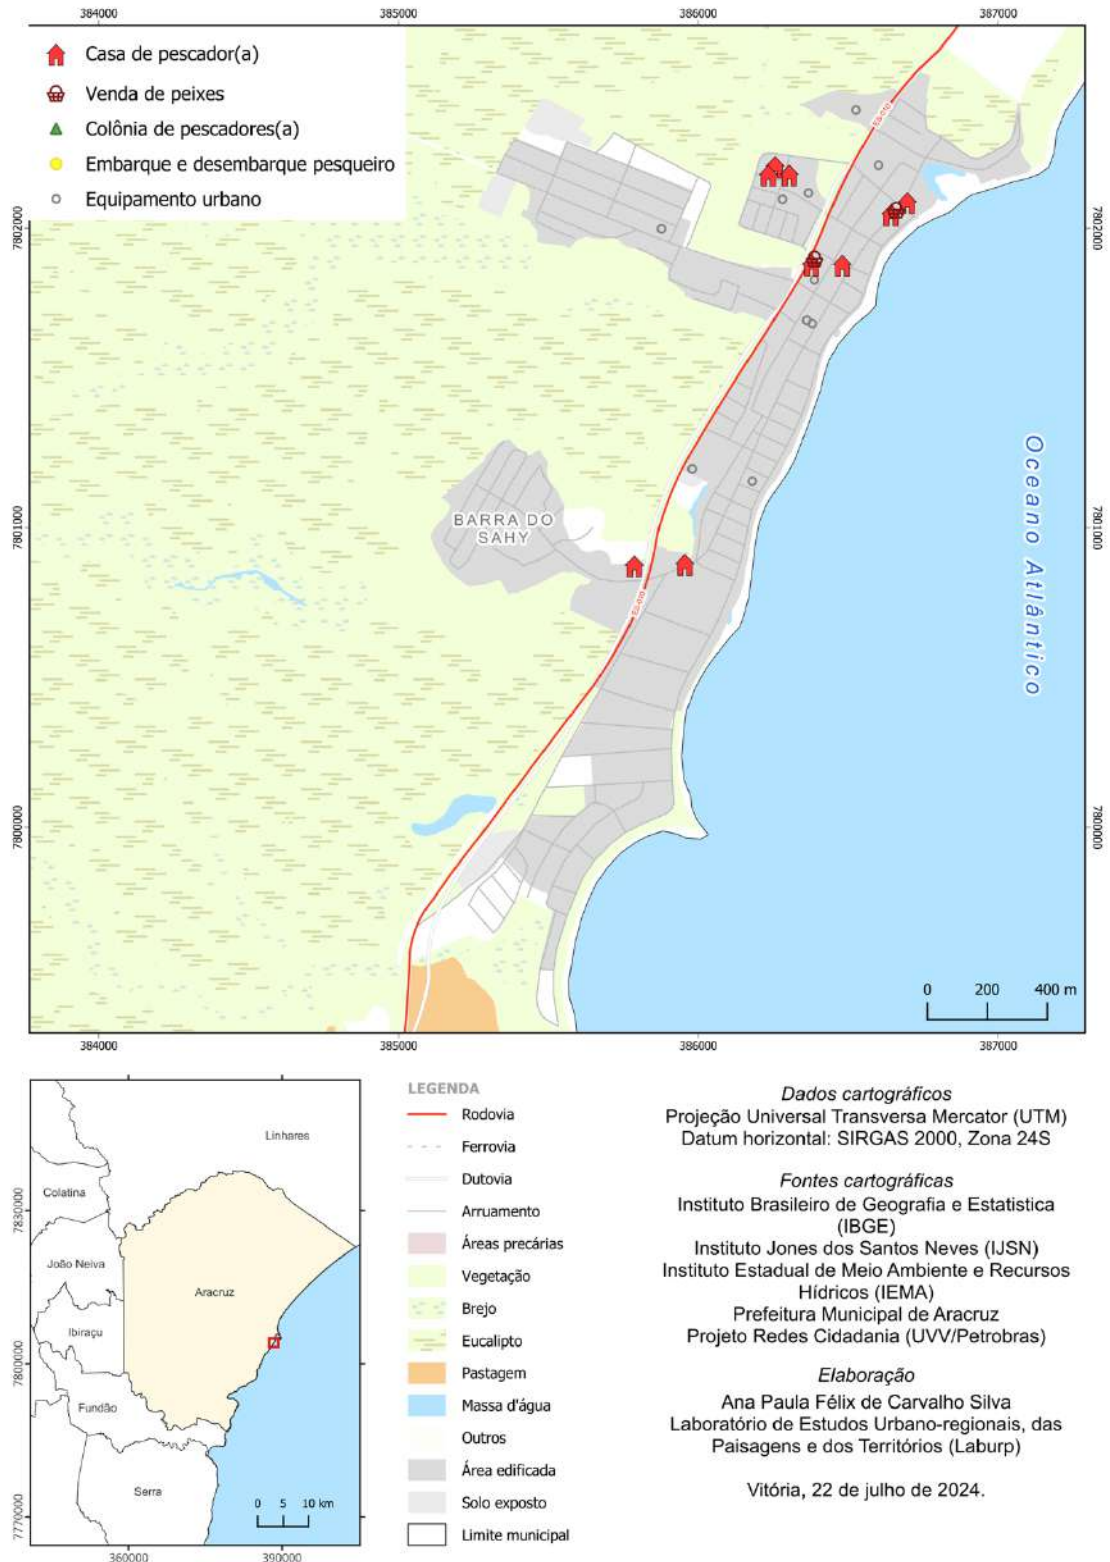 384000
385000
386000
387000
Casa de pescador(a)
Venda de peixes
Colônia de pescadores(a)
Embarque e desembarque pesqueiro
Equipamento urbano
ES-010
7802000
7802000
Oceano Atlântico
BARRA DO
SAHY
7801000
7801000
ES-010
7800000
7800000
0 200 400 m
384000
385000
386000
387000
Linhares
Colatina
7830000
João Neiva
Aracruz
Ibiraçu
7800000
Fundão
Serra
0 5 10 km
7770000
360000
390000
LEGENDA
Rodovia
Ferrovia
Dutovia
Arruamento
Áreas precárias
Vegetação
Brejo
Eucalipto
Pastagem
Massa d'água
Outros
Área edificada
Solo exposto
Limite municipal
Dados cartográficos
Projeção Universal Transversa Mercator (UTM)
Datum horizontal: SIRGAS 2000, Zona 24S
Fontes cartográficas
Instituto Brasileiro de Geografia e Estatistica
(IBGE)
Instituto Jones dos Santos Neves (IJSN)
Instituto Estadual de Meio Ambiente e Recursos
Hídricos (IEMA)
Prefeitura Municipal de Aracruz
Projeto Redes Cidadania (UVV/Petrobras)
Elaboração
Ana Paula Félix de Carvalho Silva
Laboratório de Estudos Urbano-regionais, das
Paisagens e dos Territórios (Laburp)
Vitória, 22 de julho de 2024.